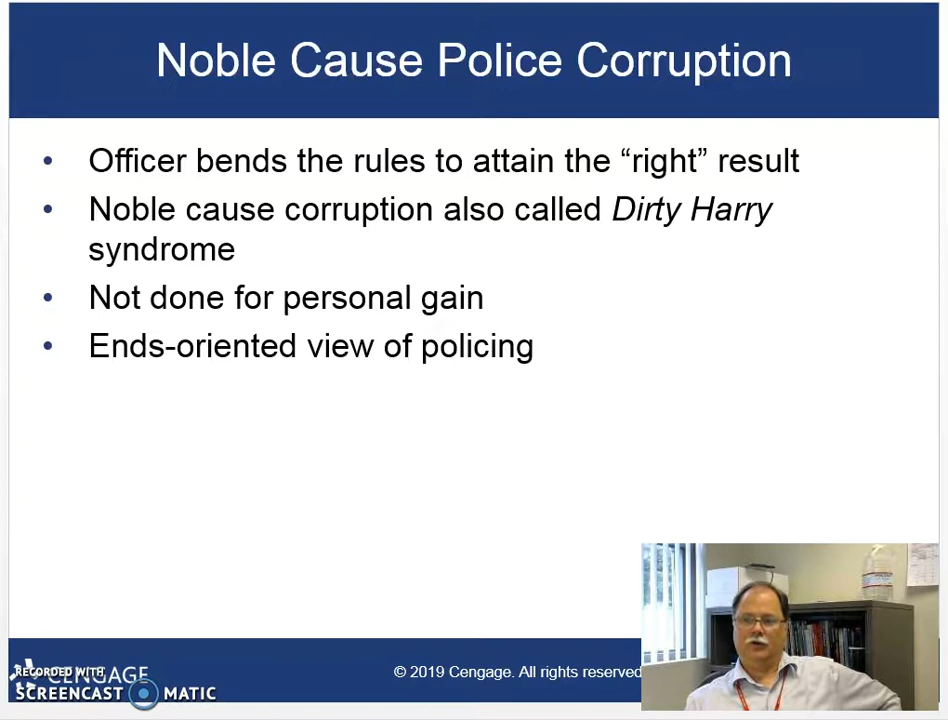 Noble Cause Police Corruption
• Officer bends the rules to attain the “right” result
• Noble cause corruption also called Dirty Harry
syndrome
• Not done for personal gain
• Ends-oriented view of policing
© 2019 Cengage. All rights reserved
CENGAGE
RECORDED WITH
SCREENCAST MATIC